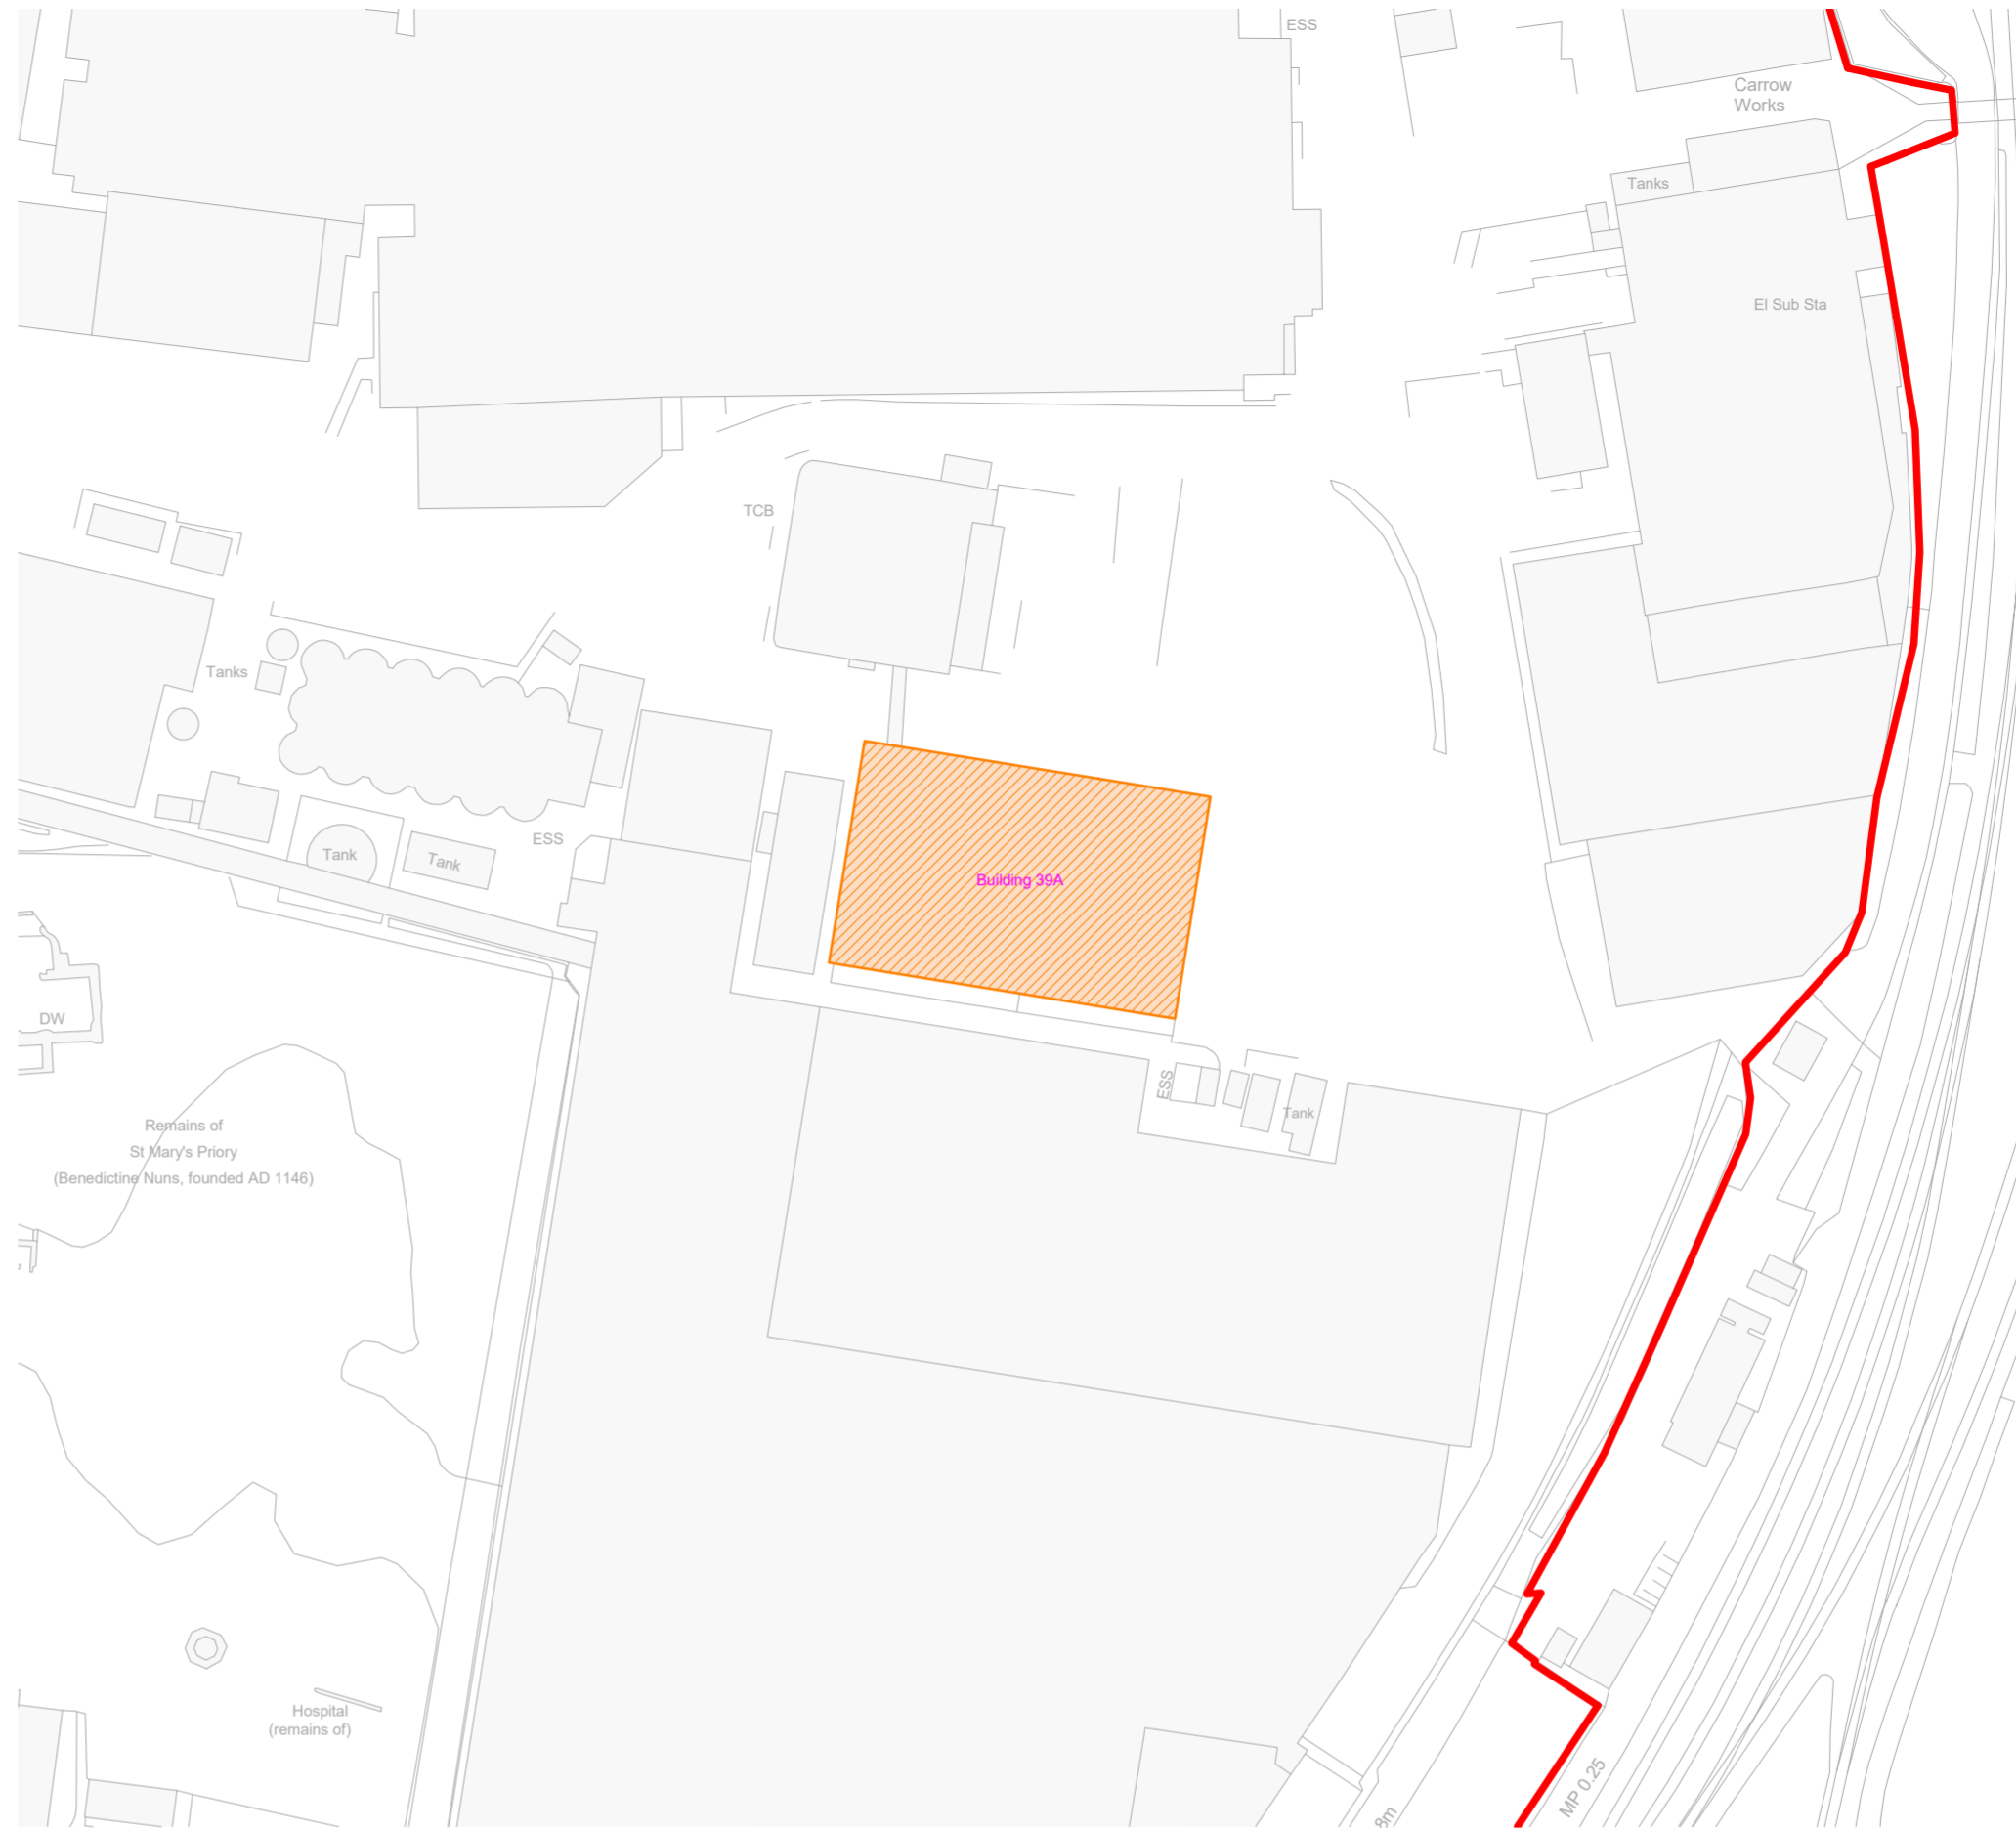 ESS
Carrow
Works
Tanks
El Sub Sta
TCB
Tanks
ESS
Tank
Tank
Building 39A
DW
ESS
Tank
Remains of
St Mary's Priory
(Benedictine Nuns, founded AD 1146)
Hospital
(remains of)
MP 0.25
8m